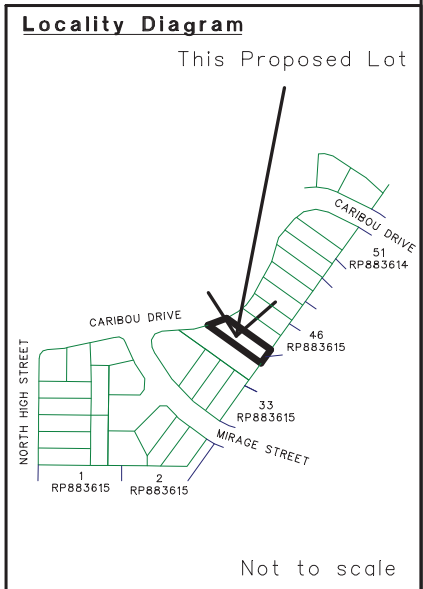 Locality Diagram
This Proposed Lot
CARIBOU DRIVE
51
RP883614
CARIBOU DRIVE
46
RP883615
NORTH HIGH STREET
33
RP883615
MIRAGE STREET
1
RP883615
2
RP883615
Not to scale